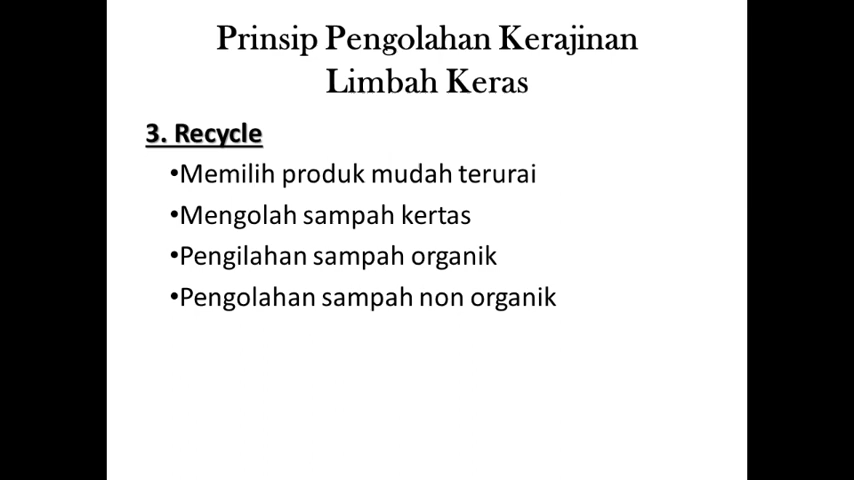 Prinsip Pengolahan Kerajinan
Limbah Keras
3. Recycle
•Memilih produk mudah terurai
•Mengolah sampah kertas
•Pengilahan sampah organik
•Pengolahan sampah non organik